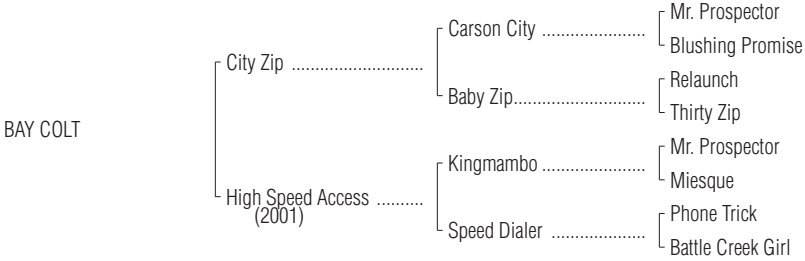 Mr. Prospector
Carson City ......................
Blushing Promise
City Zip ............................
Relaunch
Baby Zip............................
Thirty Zip
BAY COLT
Mr. Prospector
Kingmambo ......................
Miesque
High Speed Access ..........
(2001)
Phone Trick
Speed Dialer ....................
Battle Creek Girl